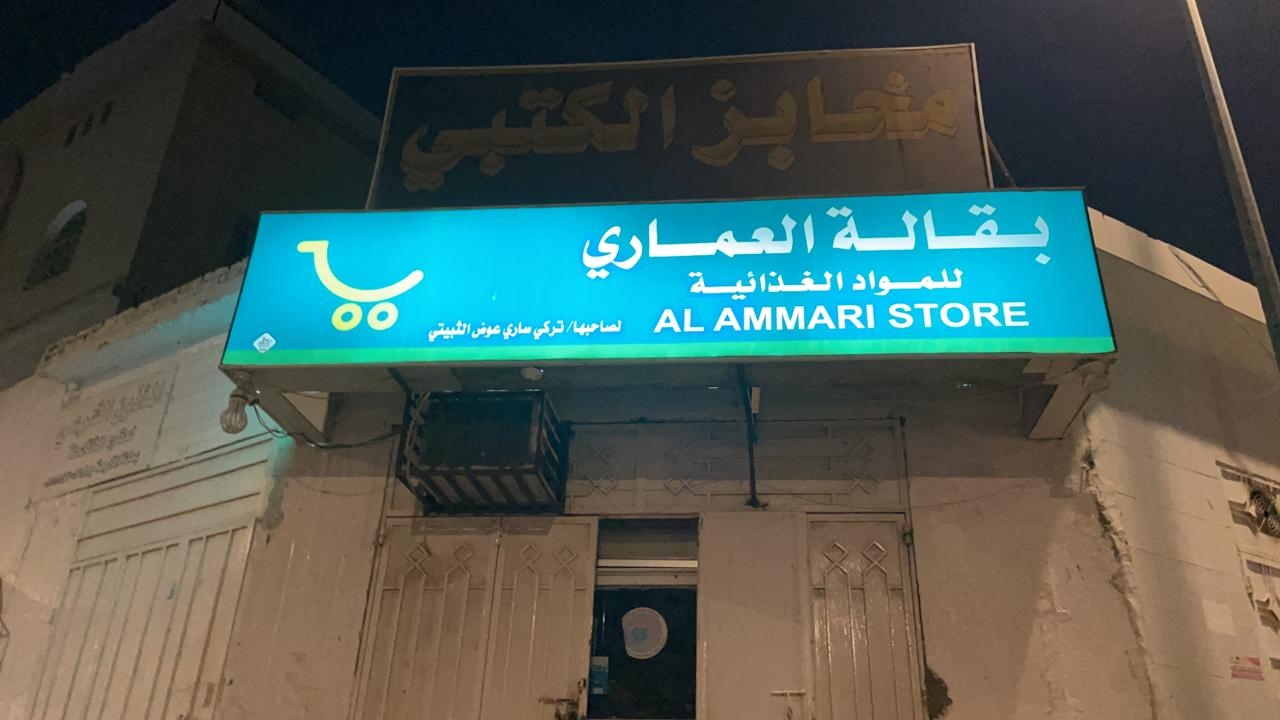 مخابز الكتبي
بقالة العماري
للمواد الغذائية
AL AMMARI STORE
لصاحبها/ تركي ساري عوض الثبيتي